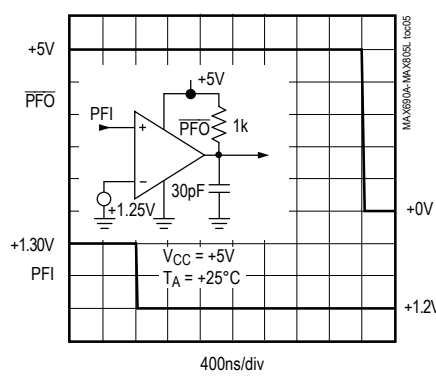 MAX690A-MAX805L toc05
+5V
PFO
+5V
PFI
PFO
1k
+
−
30pF
+1.25V
+0V
+1.30V
PFI
VCC = +5V
TA = +25°C
+1.2V
400ns/div